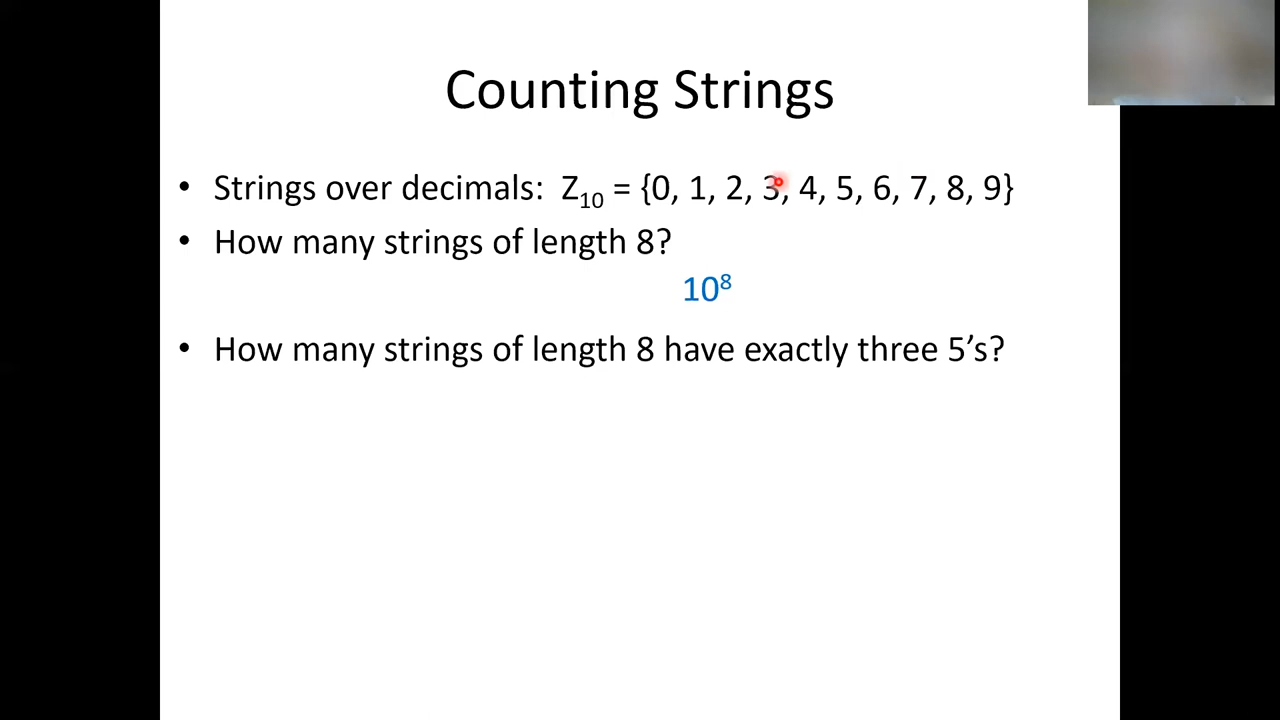 Counting Strings
• Strings over decimals: Z₁₀ = {0, 1, 2, 3, 4, 5, 6, 7, 8, 9}
• How many strings of length 8?
10⁸
• How many strings of length 8 have exactly three 5’s?